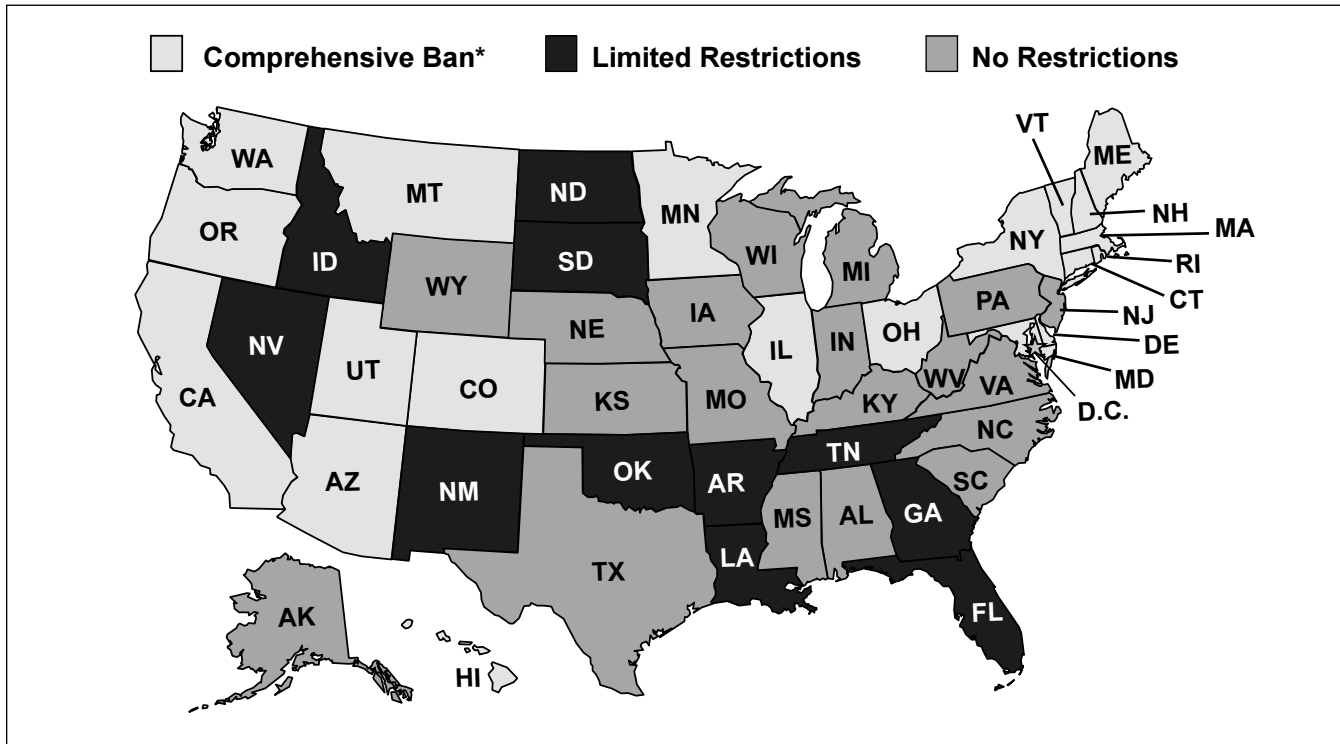 Comprehensive Ban* Limited Restrictions No Restrictions
VT
ME
WA
MT
ND
MN
NH
OR
NY
MA
ID
SD
WI
MI
RI
WY
CT
PA
NJ
IA
NE
OH
DE
NV
IL
IN
UT
MD
CO
WV
VA
CA
KS
MO
KY
D.C.
NC
TN
OK
AZ
NM
AR
SC
MS
AL
GA
LA
TX
AK
FL
HI